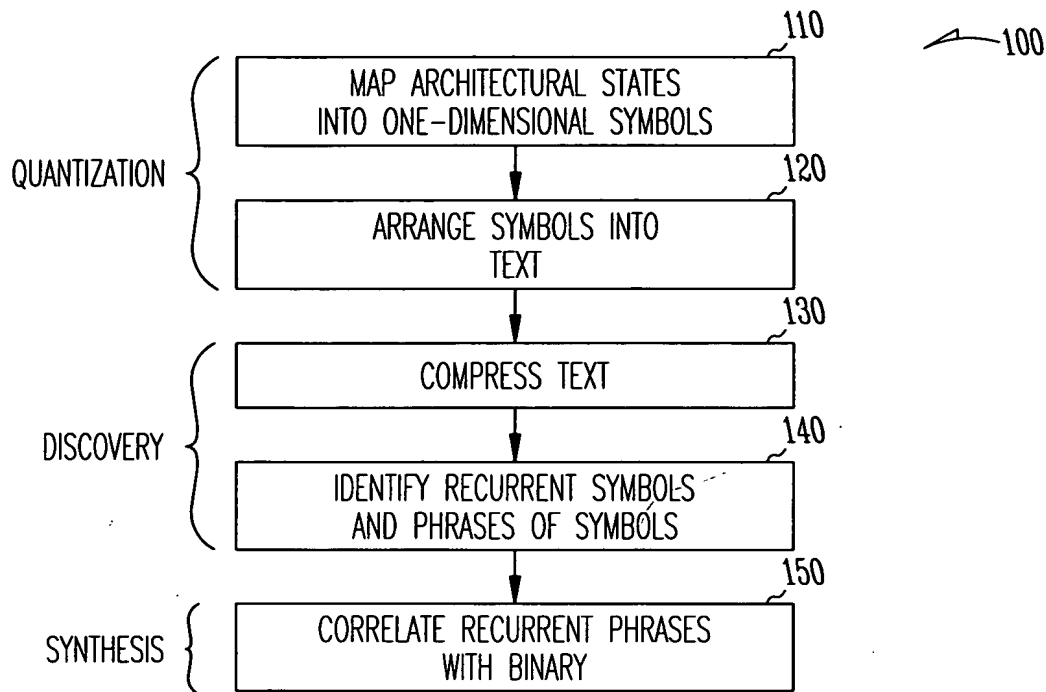 110
100
MAP ARCHITECTURAL STATES
INTO ONE-DIMENSIONAL SYMBOLS
QUANTIZATION
120
ARRANGE SYMBOLS INTO
TEXT
130
COMPRESS TEXT
DISCOVERY
140
IDENTIFY RECURRENT SYMBOLS
AND PHRASES OF SYMBOLS
150
CORRELATE RECURRENT PHRASES
WITH BINARY
SYNTHESIS